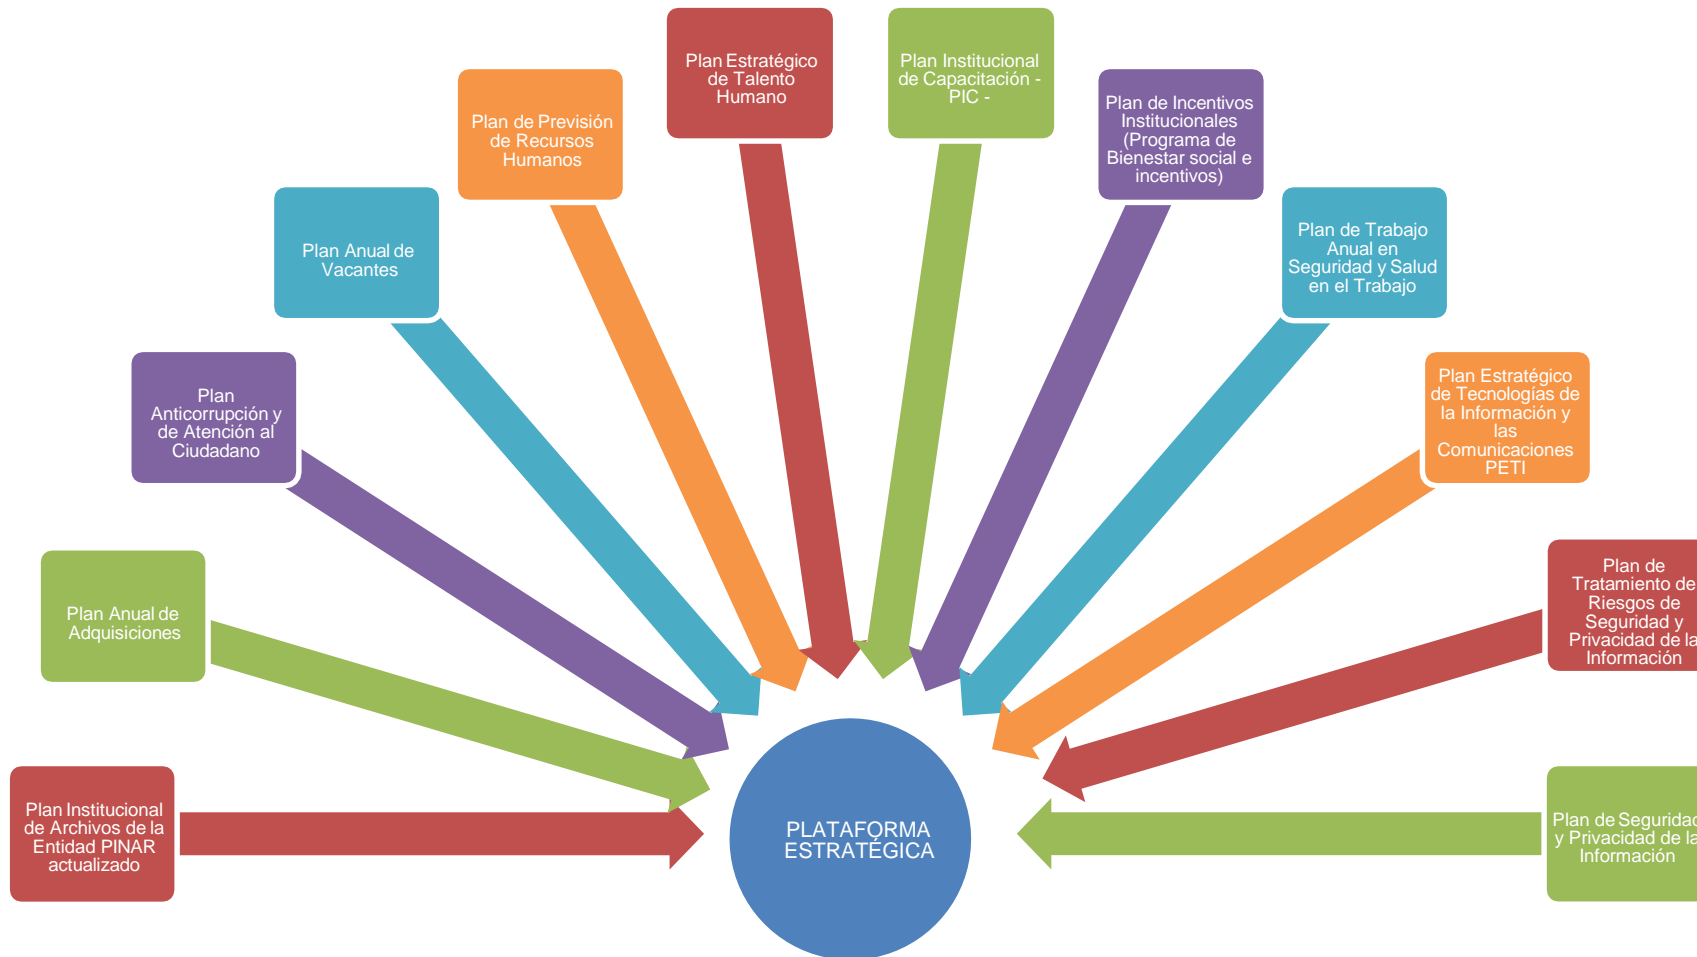 Plan Institucional
de Archivos de la
Entidad PINAR
actualizado
Plan Anual de
Adquisiciones
Plan
Anticorrupción y
de Atención al
Ciudadano
Plan Anual de
Vacantes
Plan de Previsión
de Recursos
Humanos
Plan Estratégico
de Talento
Humano
Plan Institucional
de Capacitación -
PIC -
Plan de Incentivos
Institucionales
(Programa de
Bienestar social e
incentivos)
Plan de Trabajo
Anual en
Seguridad y Salud
en el Trabajo
Plan Estratégico
de Tecnologías de
la Información y
las
Comunicaciones
PETI
Plan de
Tratamiento de
Riesgos de
Seguridad y
Privacidad de la
Información
Plan de Seguridad
y Privacidad de la
Información
PLATAFORMA
ESTRATÉGICA